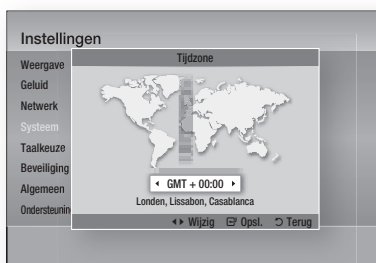 Instellingen
Tijdzone
Weergave
Geluid
Netwerk
Systeem
Taalkeuze
Beveiliging
Algemeen
Ondersteunin
GMT + 00:00
Londen, Lissabon, Casablanca
Wijzig Opsl. Terug